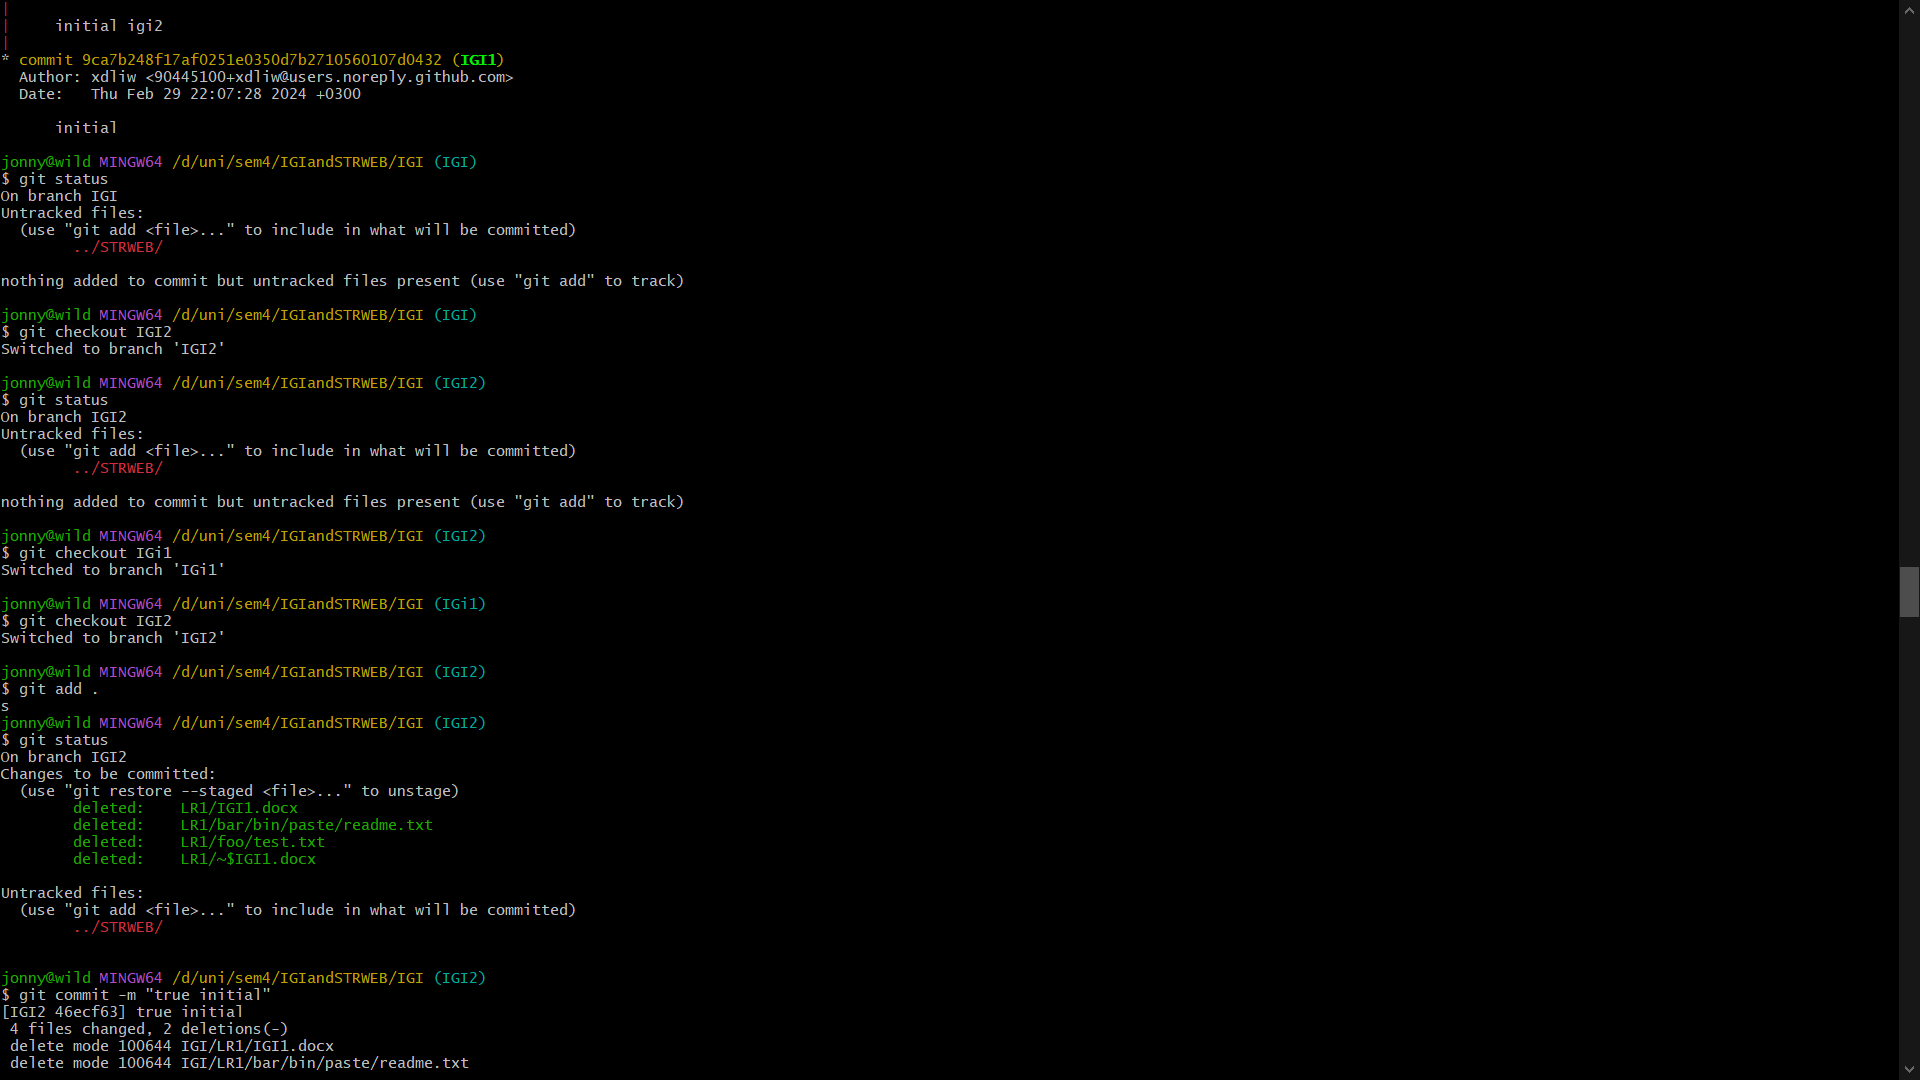 |
|     initial igi2
|
* commit 9ca7b248f17af0251e0350d7b2710560107d0432 (IGI1)
  Author: xdliw <90445100+xdliw@users.noreply.github.com>
  Date:   Thu Feb 29 22:07:28 2024 +0300

      initial

jonny@wild MINGW64 /d/uni/sem4/IGIandSTRWEB/IGI (IGI)
$ git status
On branch IGI
Untracked files:
  (use "git add <file>..." to include in what will be committed)
        ../STRWEB/

nothing added to commit but untracked files present (use "git add" to track)

jonny@wild MINGW64 /d/uni/sem4/IGIandSTRWEB/IGI (IGI)
$ git checkout IGI2
Switched to branch 'IGI2'

jonny@wild MINGW64 /d/uni/sem4/IGIandSTRWEB/IGI (IGI2)
$ git status
On branch IGI2
Untracked files:
  (use "git add <file>..." to include in what will be committed)
        ../STRWEB/

nothing added to commit but untracked files present (use "git add" to track)

jonny@wild MINGW64 /d/uni/sem4/IGIandSTRWEB/IGI (IGI2)
$ git checkout IGi1
Switched to branch 'IGi1'

jonny@wild MINGW64 /d/uni/sem4/IGIandSTRWEB/IGI (IGi1)
$ git checkout IGI2
Switched to branch 'IGI2'

jonny@wild MINGW64 /d/uni/sem4/IGIandSTRWEB/IGI (IGI2)
$ git add .
s
jonny@wild MINGW64 /d/uni/sem4/IGIandSTRWEB/IGI (IGI2)
$ git status
On branch IGI2
Changes to be committed:
  (use "git restore --staged <file>..." to unstage)
        deleted:    LR1/IGI1.docx
        deleted:    LR1/bar/bin/paste/readme.txt
        deleted:    LR1/foo/test.txt
        deleted:    LR1/~$IGI1.docx

Untracked files:
  (use "git add <file>..." to include in what will be committed)
        ../STRWEB/


jonny@wild MINGW64 /d/uni/sem4/IGIandSTRWEB/IGI (IGI2)
$ git commit -m "true initial"
[IGI2 46ecf63] true initial
 4 files changed, 2 deletions(-)
 delete mode 100644 IGI/LR1/IGI1.docx
 delete mode 100644 IGI/LR1/bar/bin/paste/readme.txt